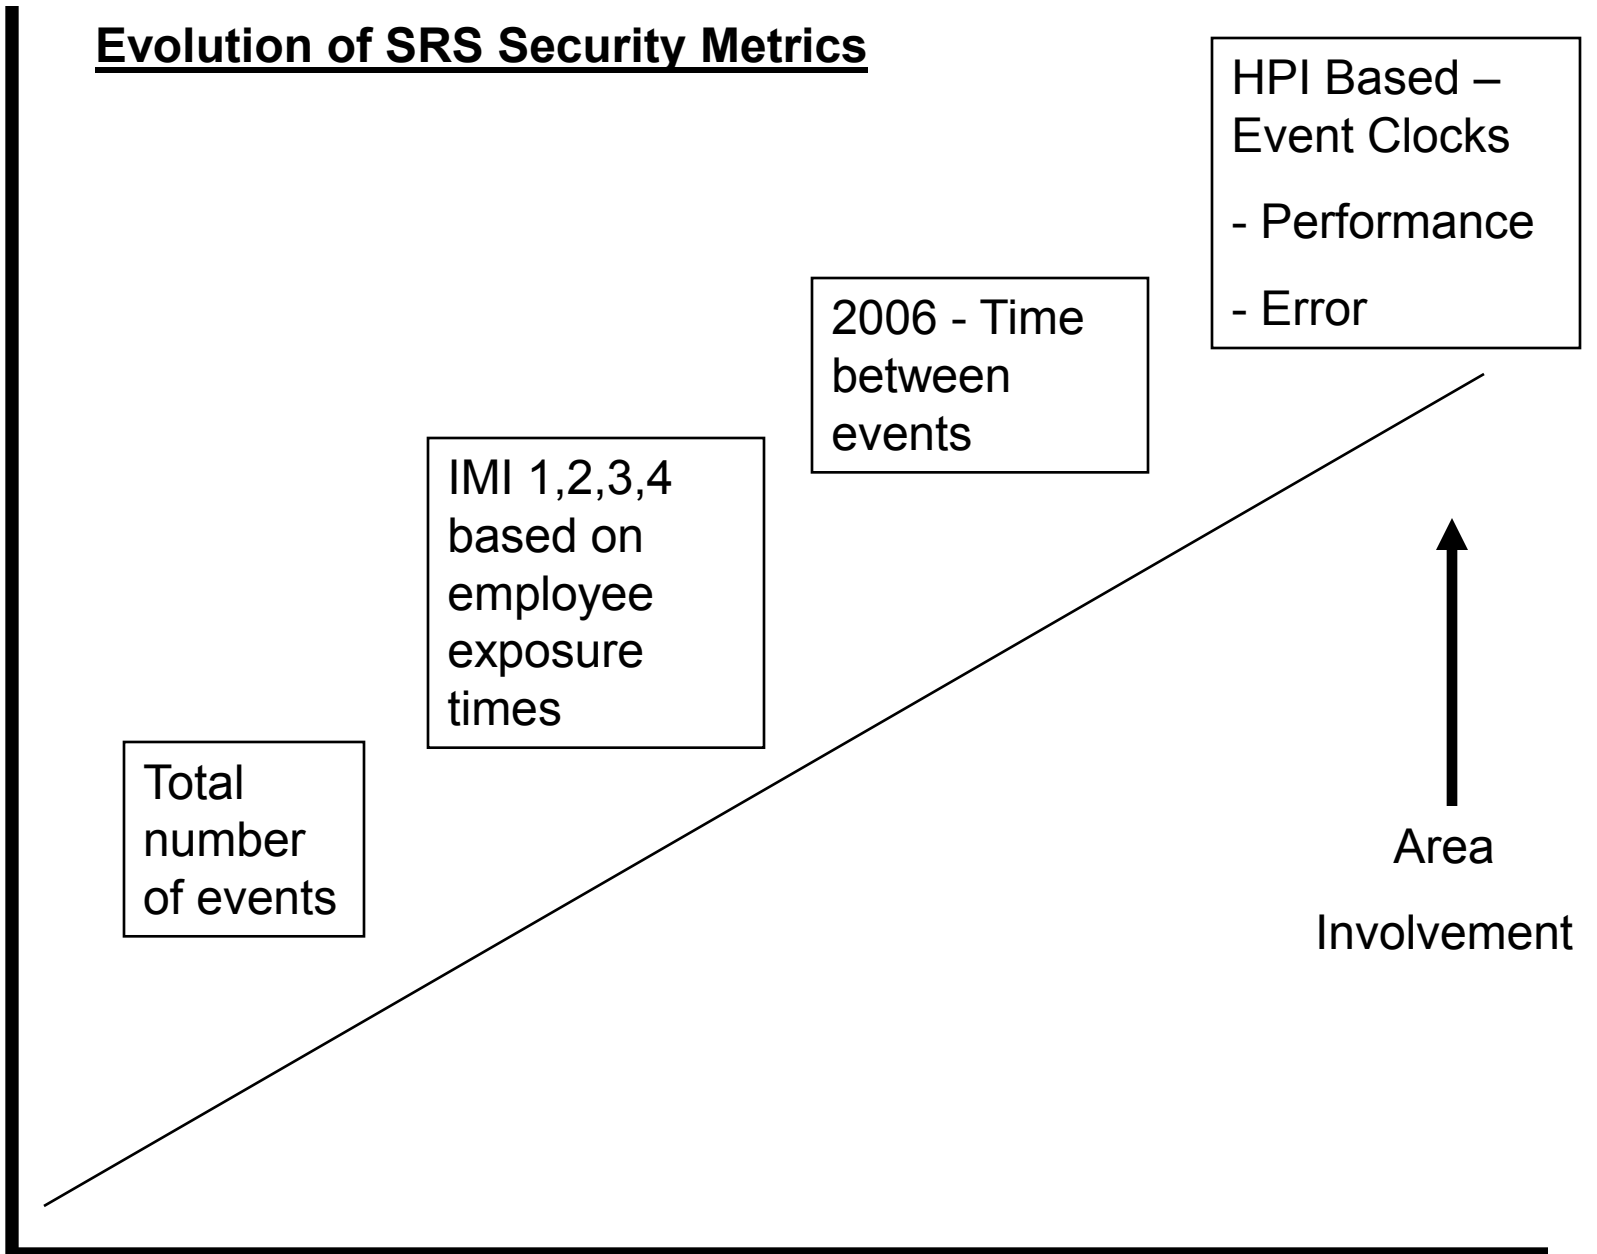 Evolution of SRS Security Metrics
HPI Based –
Event Clocks
- Performance
- Error
2006 - Time
between
events
IMI 1,2,3,4
based on
employee
exposure
times
Total
number
of events
Area
Involvement